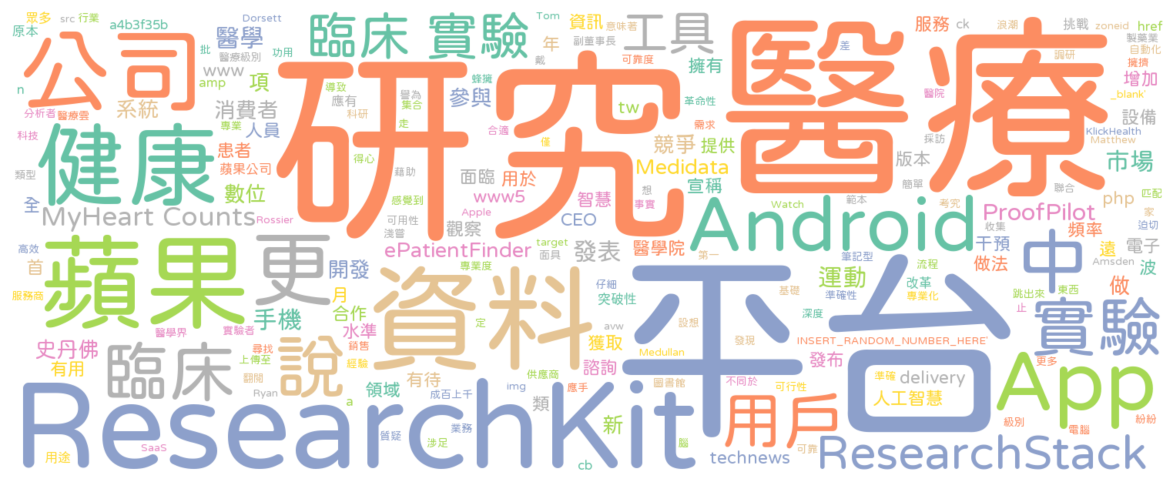 眾多 src 行業 a4b3f35b Dorsett
原本 公司 醫學 臨床 實驗 Tom 資訊 工具 副董事長 意味著
批 醫療級別 功用 可靠度 戴 年 差 服務 ck 浪潮 挑戰 zoneid href 製藥業 自動化
研究 醫療
n www 項 amp 導致 應有 變為 集合 蜂擁 科研 參與 擁有 革命性 tw 醫院 調研 擁擠 增加 _blank
分析者 醫療雲 系統 消費者 專業 走 合適 需求 競爭 提供 採訪 設備 KlickHealth Matthew
科技 健康 人員 患者 蘋果公司 得心 僅 Medidata 版本 簡單 聯合 市場 匹配
類型 數位 藉助 面臨 用於 宣稱 想 事實 範本 考究 家 迫切
全 MyHeart Counts Rossier 感覺到 可用性 淺嘗 www5 智慧 Apple CEO Watch Android 收集 ProofPilot php
蘋果 更 觀察 ePatientFinder 醫學院 第一 中 干預 頻率 遠 電子 Amsden
首 開發 高效 專業度 target 面具 發表 平台 筆記型 流程 做法 波
服務商 月 合作 資料 仔細 突破性 基礎 運動 準確性 改革 專業化 跳出來 東西 做
手機 水準 醫學界 實驗者 銷售 定 avw 設想 獲取 發現 深度 止 實驗
史丹佛 臨床 說 尋找 上傳至 經驗 有待 Medullan 諮詢 INSERT_RANDOM_NUMBER_HERE 發布 更多
有用 翻閱 Ryan a 領域 供應商 應手 img 成百上千 類 圖書館 不同於 可行性 準確 delivery 人工智慧 App
ResearchKit 新 腦 用戶 級別 紛紛 電腦
用途 SaaS 質疑 涉足 業務 cb technews 可靠 ResearchStack